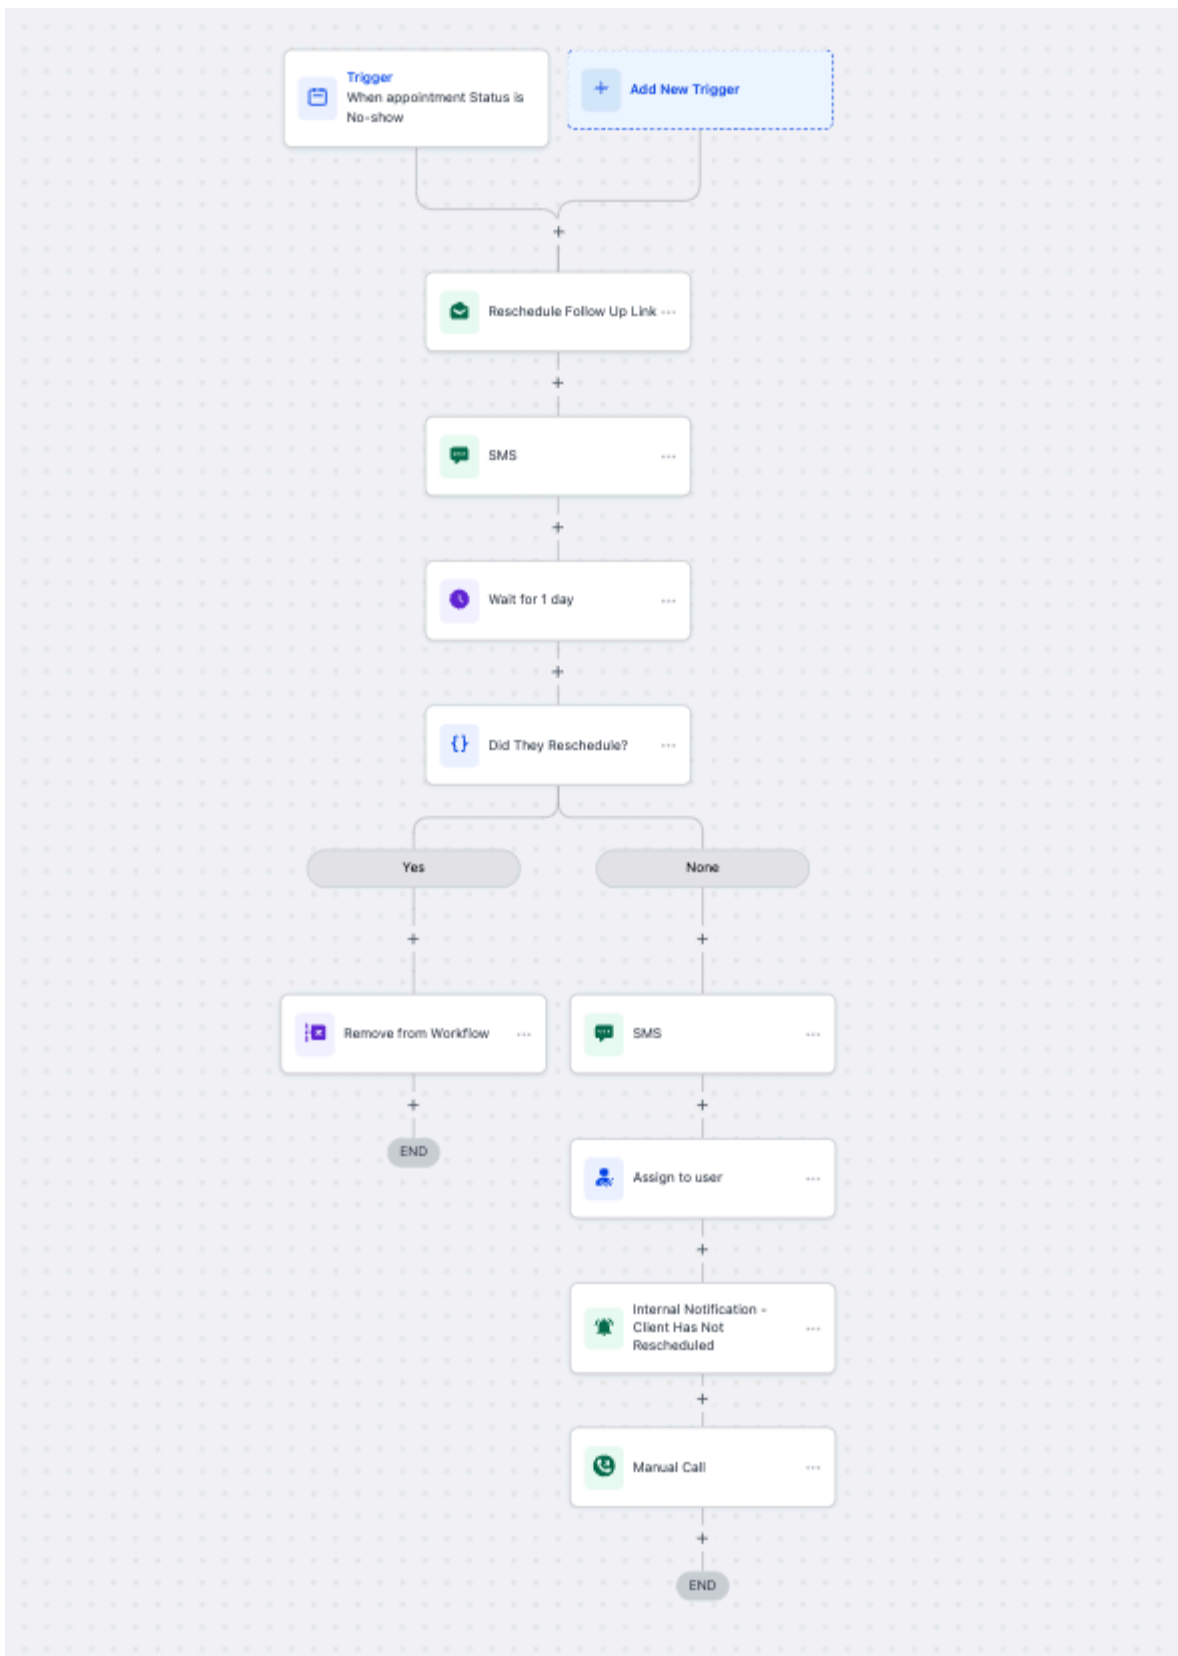 Trigger
When appointment Status is
No-show
Add New Trigger
Reschedule Follow Up Link
SMS
Wait for 1 day
Did They Reschedule?
Yes
None
Remove from Workflow
SMS
END
Assign to user
Internal Notification -
Client Has Not
Rescheduled
Manual Call
END